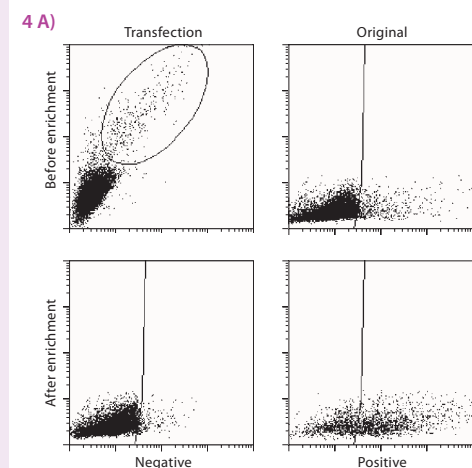 4 A)
Transfection
Original
Before enrichment
After enrichment
Negative
Positive